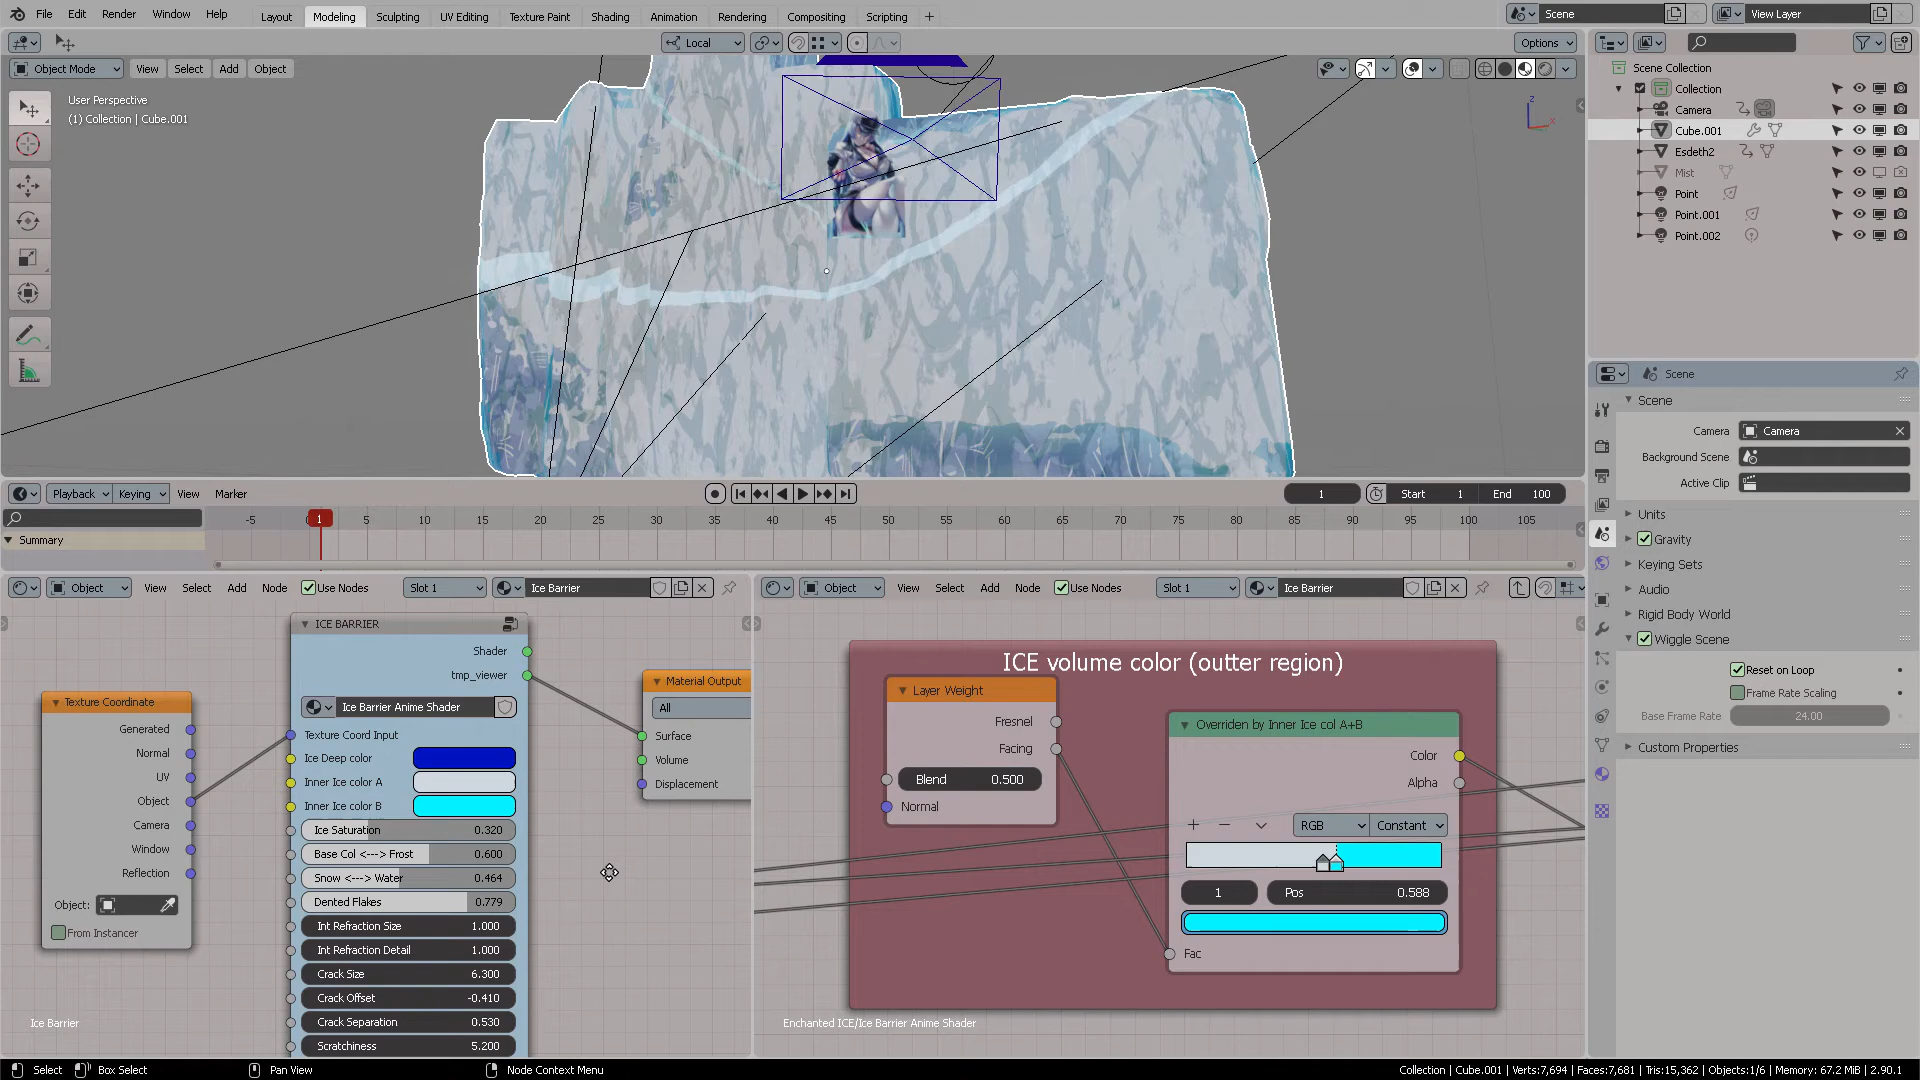 File Edit Render Window Help Layout Modeling Sculpting UV Editing Texture Paint Shading Animation Rendering Compositing Scripting Scene View Layer
Local Options
Object Mode View Select Add Object
User Perspective
(1) Collection | Cube.001
Z
X
Scene Collection
Collection
Camera
Cube.001
Esdeth2
Mist
Point
Point.001
Point.002
Scene
Scene
Camera Camera
Background Scene
Active Clip
Units
Gravity
Keying Sets
Audio
Rigid Body World
Wiggle Scene
Reset on Loop
Frame Rate Scaling
Base Frame Rate 24.00
Custom Properties
Playback Keying View Marker 1 Start 1 End 100
-5 1 5 10 15 20 25 30 35 40 45 50 55 60 65 70 75 80 85 90 95 100 105
Summary
Object View Select Add Node Use Nodes Slot 1 Ice Barrier
Texture Coordinate
Generated
Normal
UV
Object
Camera
Window
Reflection
Object:
From Instancer
ICE BARRIER
Shader
tmp_viewer
Ice Barrier Anime Shader
Texture Coord Input
Ice Deep color
Inner Ice color A
Inner Ice color B
Ice Saturation 0.320
Base Col <---> Frost 0.600
Snow <---> Water 0.464
Dented Flakes 0.779
Int Refraction Size 1.000
Int Refraction Detail 1.000
Crack Size 6.300
Crack Offset -0.410
Crack Separation 0.530
Scratchiness 5.200
Material Output
All
Surface
Volume
Displacement
Ice Barrier
Object View Select Add Node Use Nodes Slot 1 Ice Barrier
ICE volume color (outter region)
Layer Weight
Fresnel
Facing
Blend 0.500
Normal
Overriden by Inner Ice col A+B
Color
Alpha
RGB Constant
1 Pos 0.588
Fac
Enchanted ICE/Ice Barrier Anime Shader
Select Box Select Pan View Node Context Menu Collection | Cube.001 | Verts:7,694 | Faces:7,681 | Tris:15,362 | Objects:1/6 | Memory: 67.2 MiB | 2.90.1